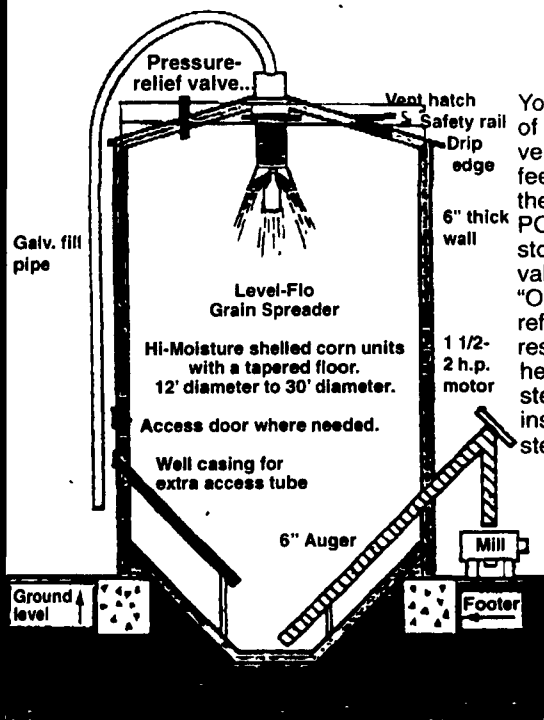 Pressure-
relief valve...
Vent hatch
Safety rail
Drip
edge
6" thick
wall
Galv. fill
pipe
Level-Flo
Grain Spreader
Hi-Moisture shelled corn units
with a tapered floor.
12' diameter to 30' diameter.
1 1/2-
2 h.p.
motor
Access door where needed.
Well casing for
extra access tube
6" Auger
Mill
Ground
level
Footer
Yo
of
ve
fee
the
PO
sto
val
"O
ref
res
he
ste
ins
ste